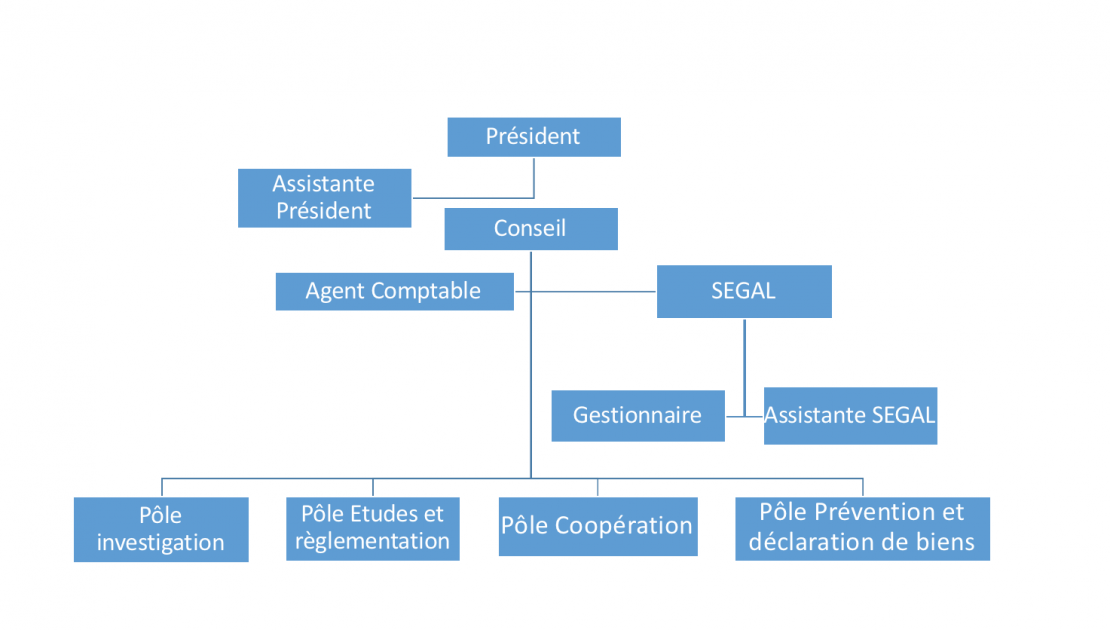 Président
Assistante
Président
Conseil
Agent Comptable
SEGAL
Gestionnaire
Assistante SEGAL
Pôle
investigation
Pôle Etudes et
règlementation
Pôle Coopération
Pôle Prévention et
déclaration de biens